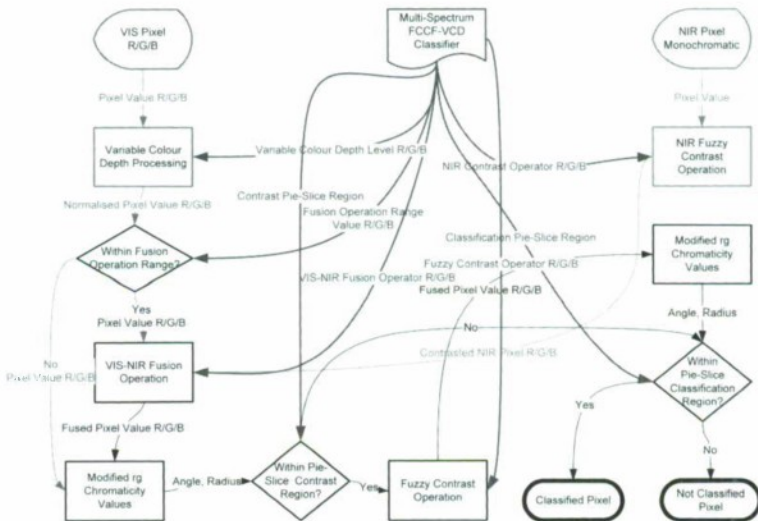 VIS Pixel
R/G/B
Multi-Spectrum
FCCF-VCD
Classifier
NIR Pixel
Monochromatic
Pixel Value R/G/B
Pixel Value
Variable Colour
Depth Processing
Variable Colour Depth Level R/G/B
NIR Contrast Operator R/G/B
NIR Fuzzy
Contrast
Operation
Normalised Pixel Value R/G/B
Contrast Pie-Slice Region
Fusion Operation Range
Value R/G/B
Within Fusion
Operation Range?
Classification Pie-Slice Region
VIS-NIR Fusion Operator R/G/B
Fuzzy Contrast Operator R/G/B
Fused Pixel Value R/G/B
Modified rg
Chromaticity
Values
Yes
Pixel Value R/G/B
Angle, Radius
No
No
Pixel Value R/G/B
VIS-NIR Fusion
Operation
Contrasted NIR Pixel R/G/B
Within
Pie-Slice
Classification
Region?
Yes
Fused Pixel Value R/G/B
No
Modified rg
Chromaticity
Values
Angle, Radius
Within Pie-
Slice Contrast
Region?
Yes
Fuzzy Contrast
Operation
Classified Pixel
Not Classified
Pixel